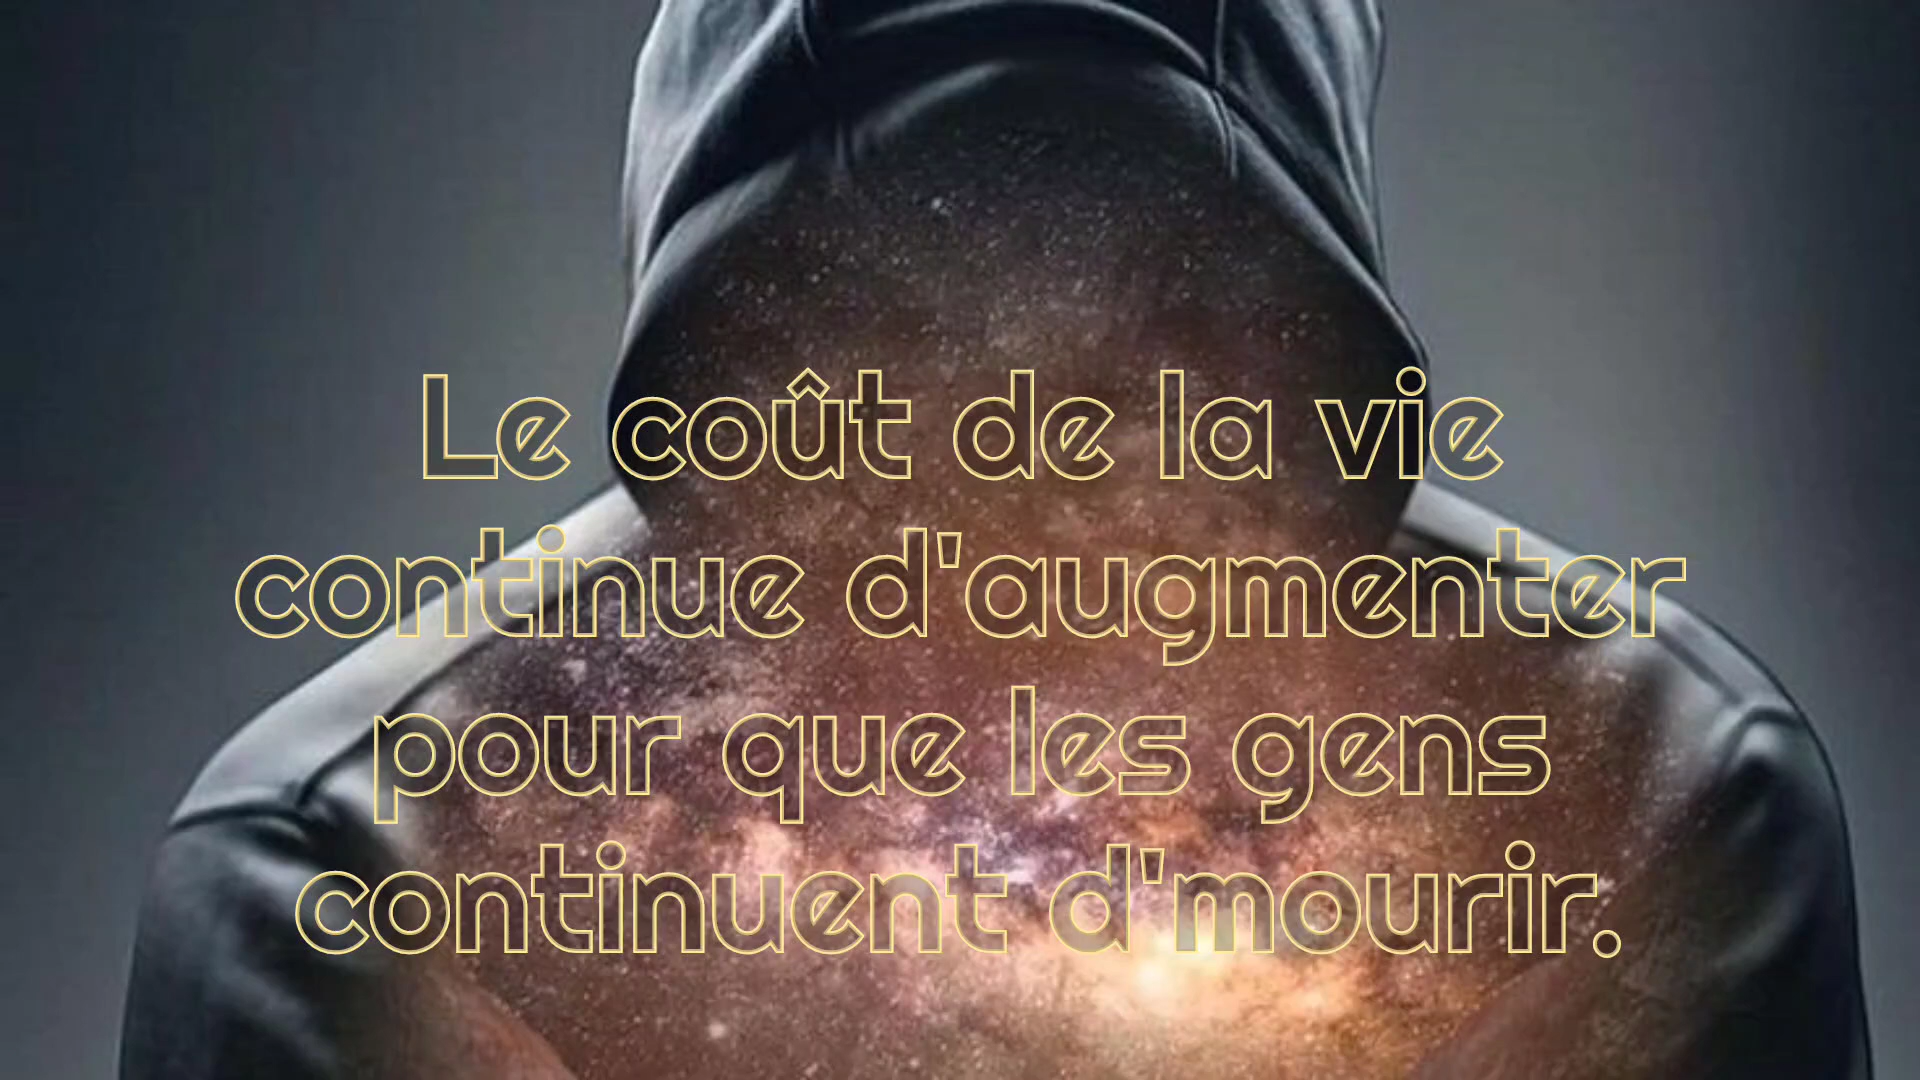 Le coût de la vie
continue d'augmenter
pour que les gens
continuent d'mourir.